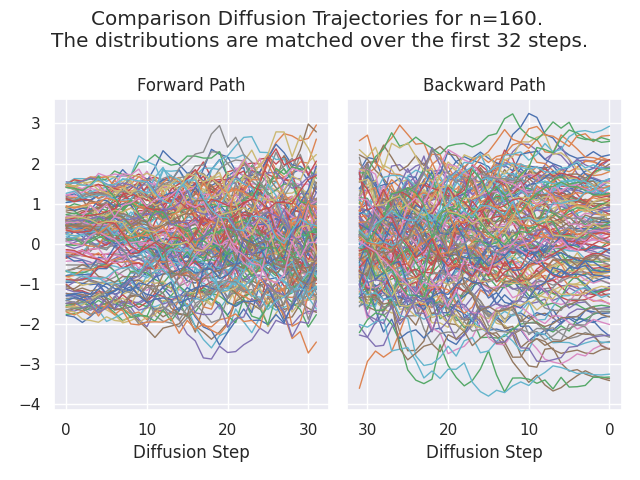 Comparison Diffusion Trajectories for n=160.
The distributions are matched over the first 32 steps.
Forward Path
Backward Path
3
2
1
0
−1
−2
−3
−4
0 10 20 30
30 20 10 0
Diffusion Step
Diffusion Step